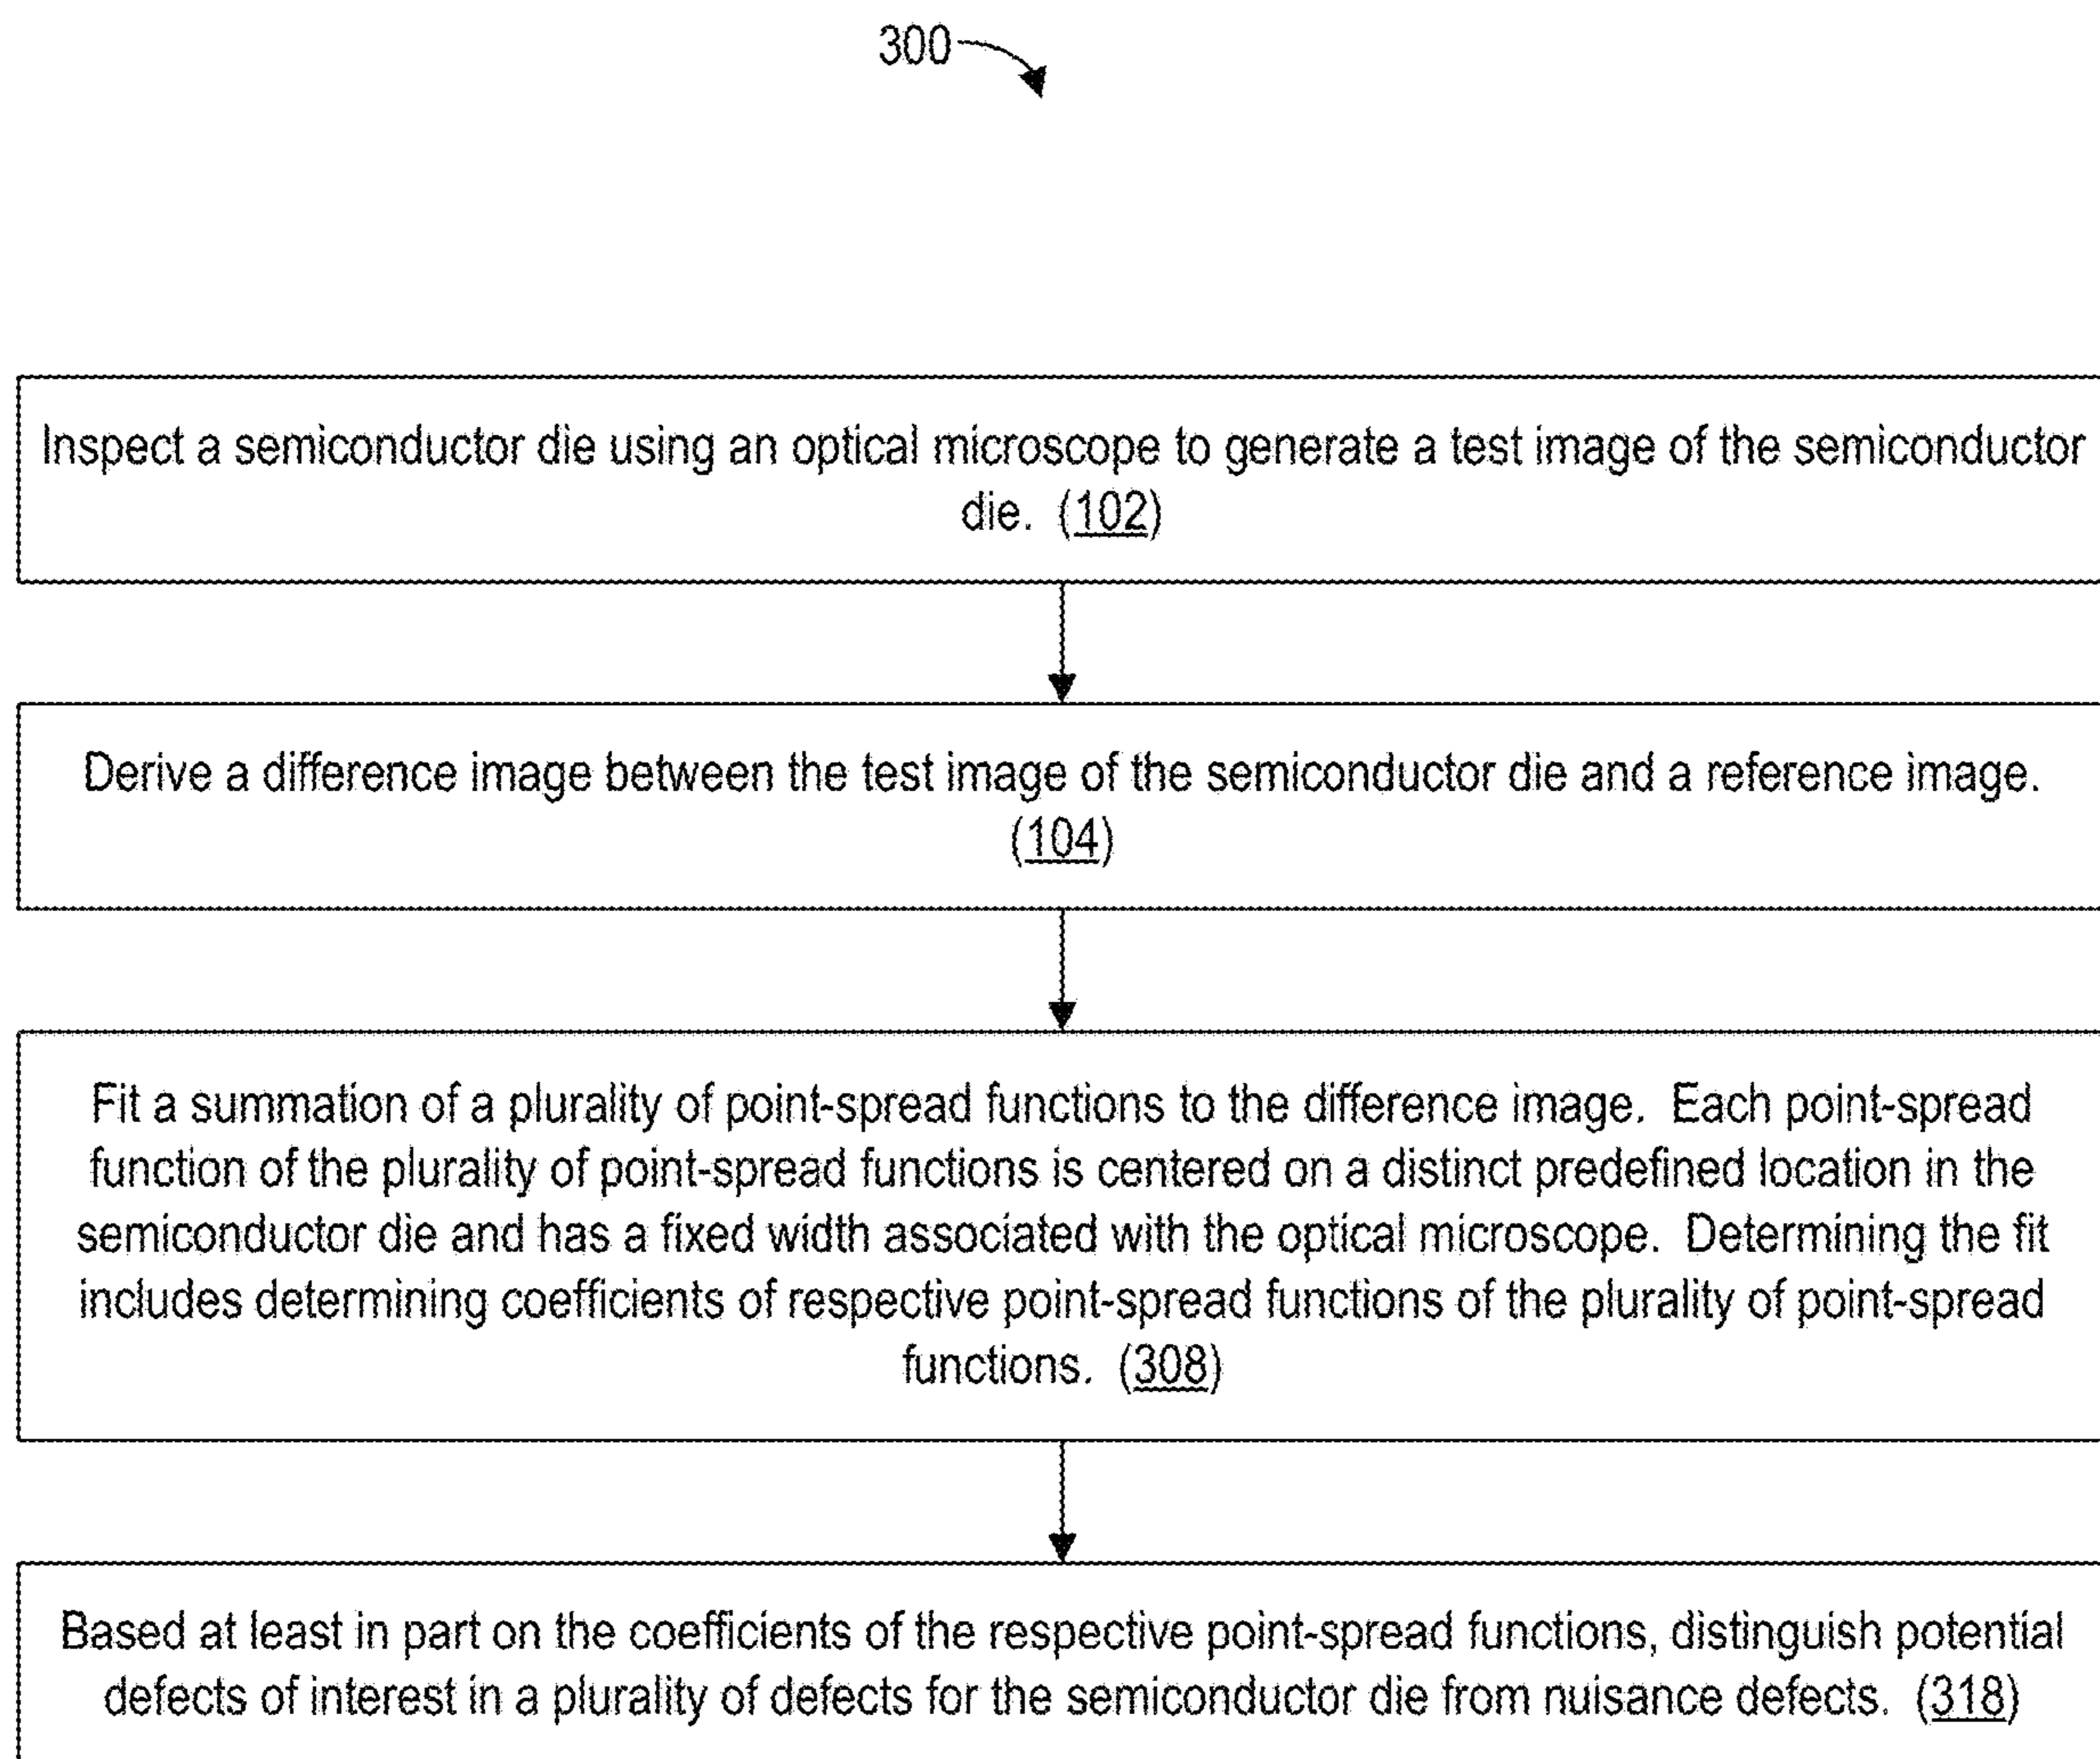 300
Inspect a semiconductor die using an optical microscope to generate a test image of the semiconductor
die. (102)
Derive a difference image between the test image of the semiconductor die and a reference image.
(104)
Fit a summation of a plurality of point-spread functions to the difference image. Each point-spread
function of the plurality of point-spread functions is centered on a distinct predefined location in the
semiconductor die and has a fixed width associated with the optical microscope. Determining the fit
includes determining coefficients of respective point-spread functions of the plurality of point-spread
functions. (308)
Based at least in part on the coefficients of the respective point-spread functions, distinguish potential
defects of interest in a plurality of defects for the semiconductor die from nuisance defects. (318)